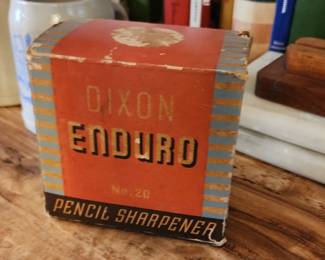 DIXON
ENDURO
No. 20
PENCIL SHARPENER